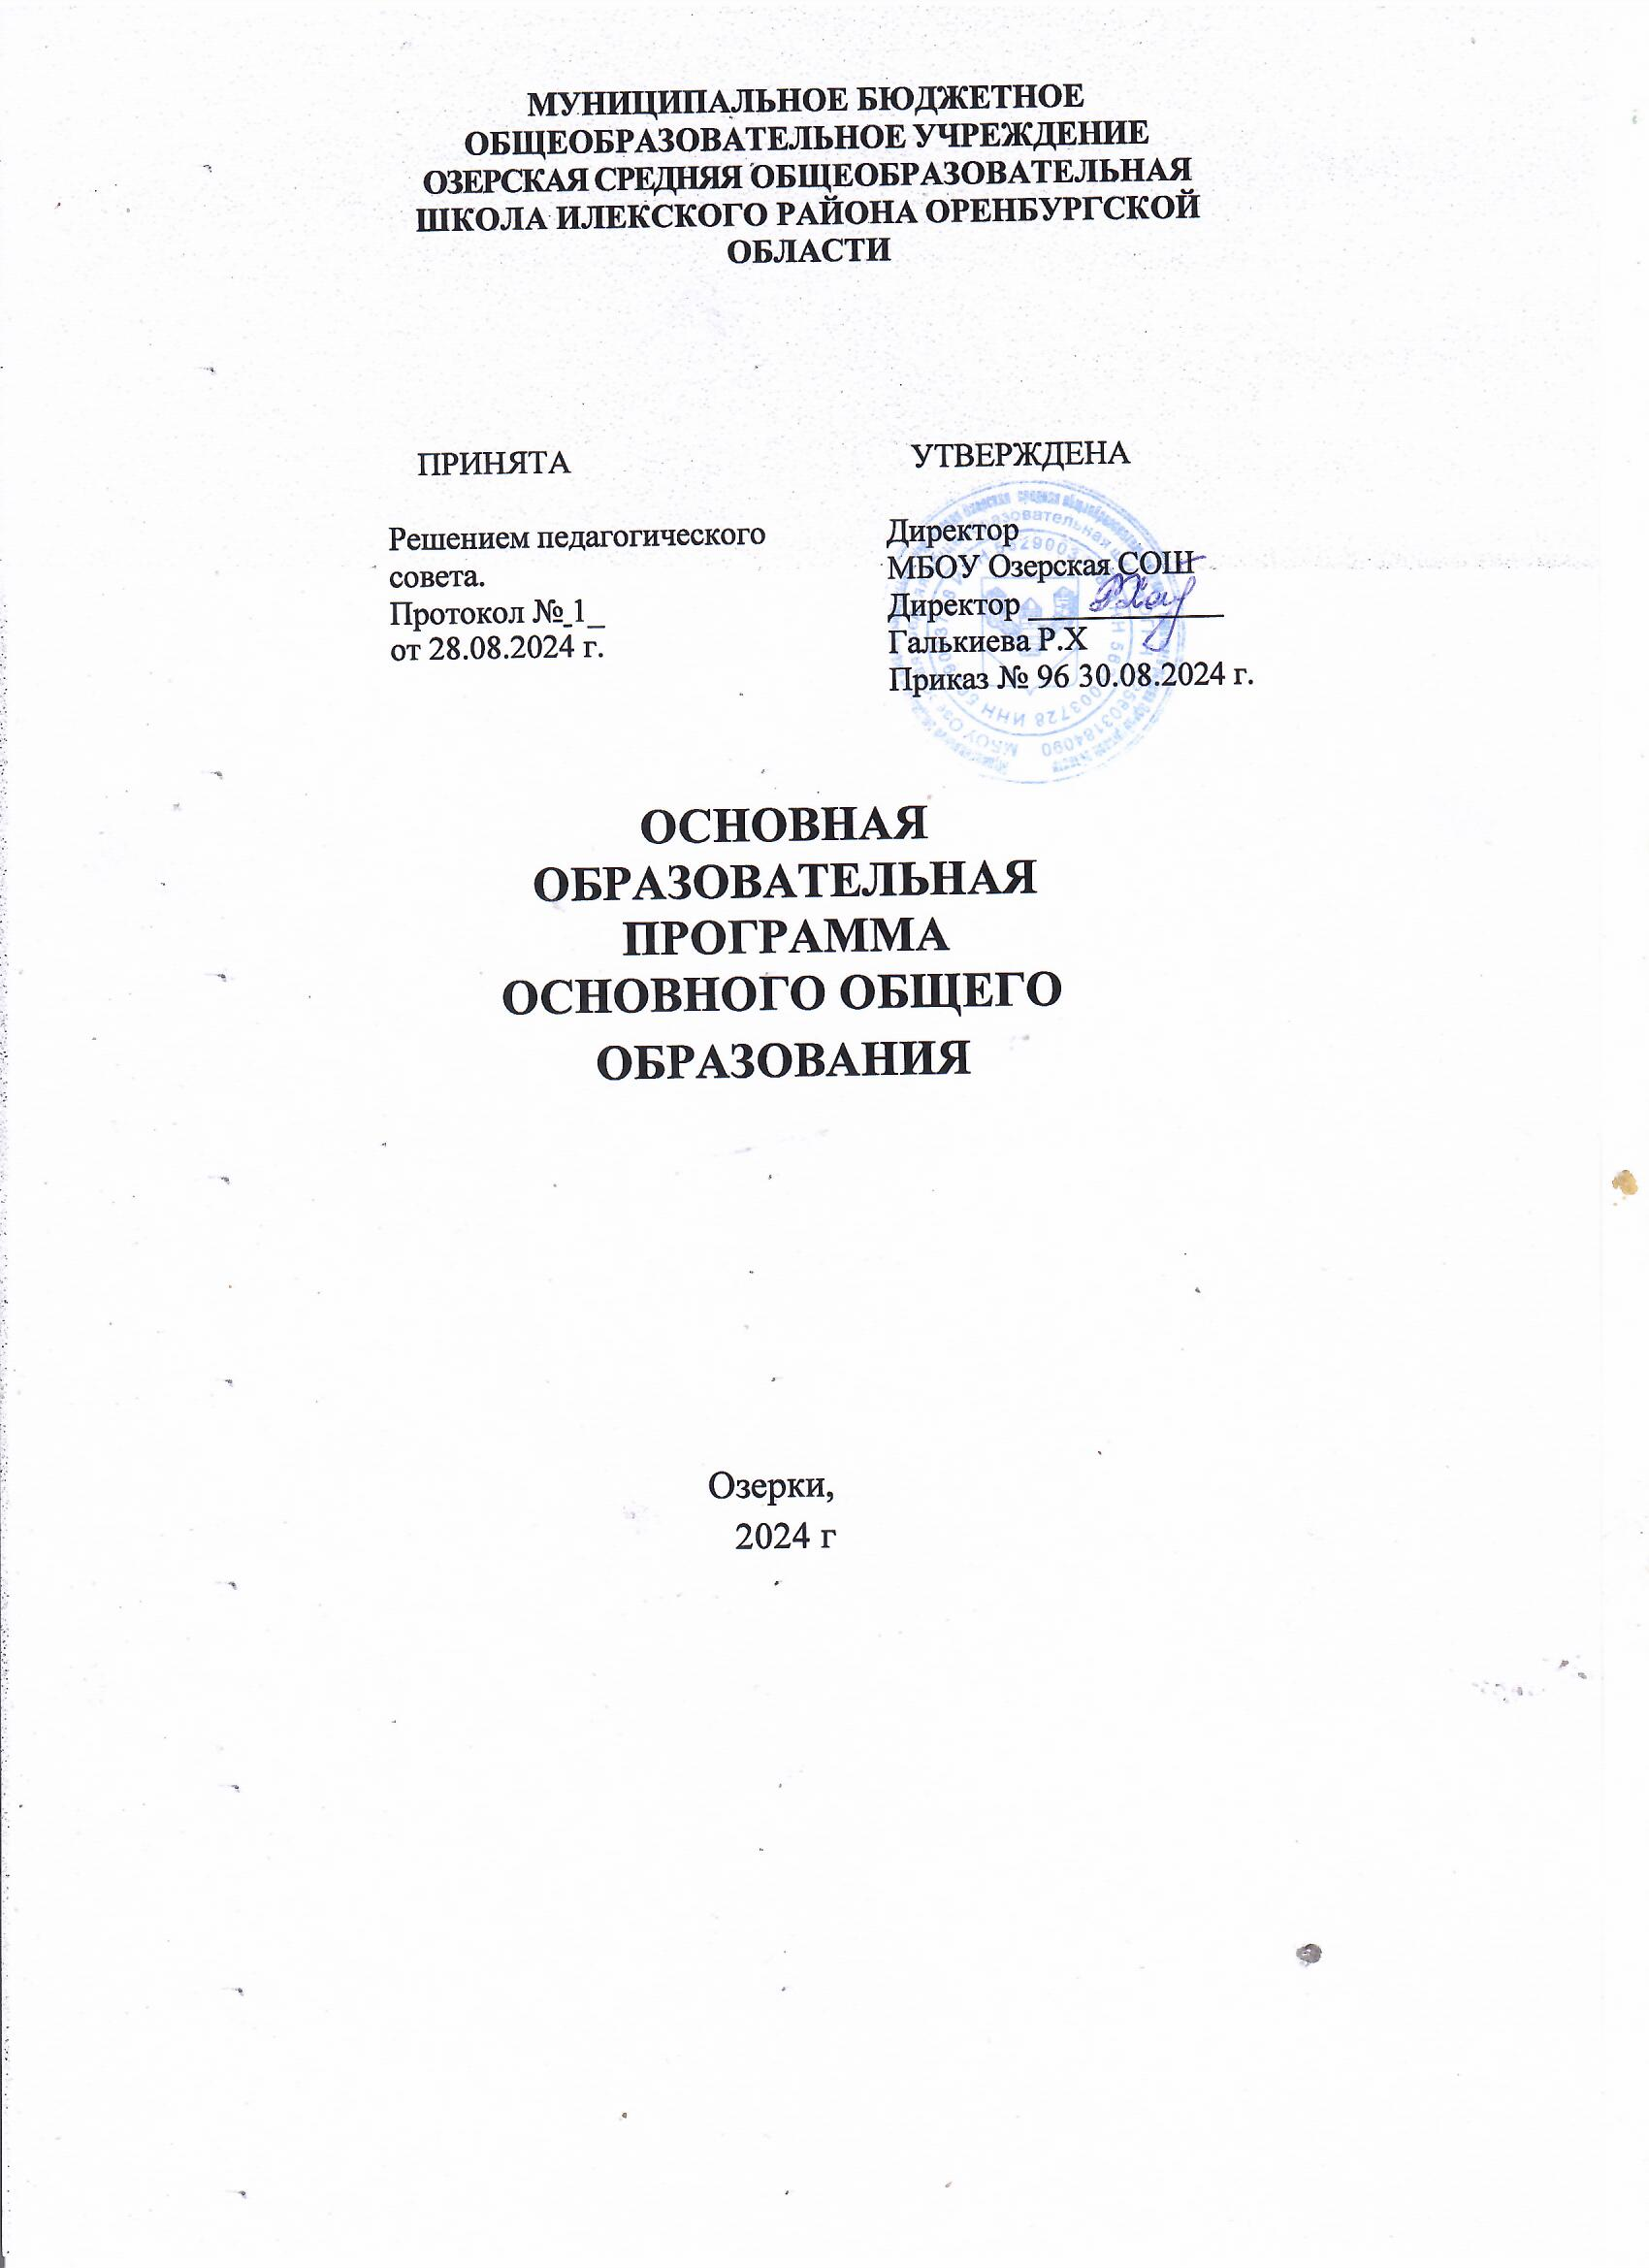 МУНИЦИПАЛЬНОЕ БЮДЖЕТНОЕ
ОБЩЕОБРАЗОВАТЕЛЬНОЕ УЧРЕЖДЕНИЕ
ОЗЕРСКАЯ СРЕДНЯЯ ОБЩЕОБРАЗОВАТЕЛЬНАЯ
ШКОЛА ИЛЕКСКОГО РАЙОНА ОРЕНБУРГСКОЙ
ОБЛАСТИ
ПРИНЯТА
Решением педагогического
совета.
Протокол №_1_
от 28.08.2024 г.
УТВЕРЖДЕНА
Директор
МБОУ Озерская СОШ
Директор____________
Галькиева Р.Х
Приказ № 96 30.08.2024 г.
ОСНОВНАЯ
ОБРАЗОВАТЕЛЬНАЯ
ПРОГРАММА
ОСНОВНОГО ОБЩЕГО
ОБРАЗОВАНИЯ
Озерки,
2024 г